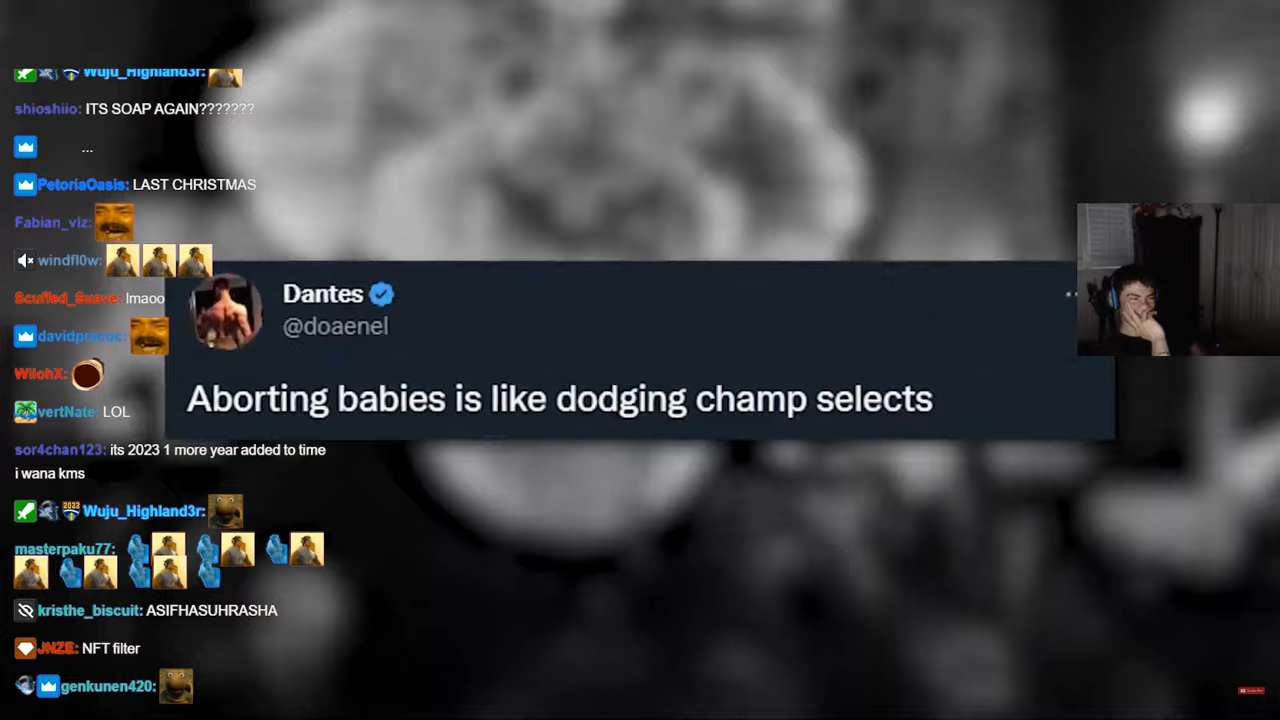 Wuju_Highland3r:
shioshiio: ITS SOAP AGAIN???????
...
PetoriaOasis: LAST CHRISTMAS
Fabian_vlz:
windfl0w:
Scuffed_Suave: lmaoo
WilohX:
vertNate: LOL
Dantes
@doaenel
Aborting babies is like dodging champ selects
sor4chan123: its 2023 1 more year added to time
i wana kms
2022
Wuju_Highland3r:
masterpaku77:
kristhe_biscuit: ASIFHASUHRASHA
JNZE: NFT filter
genkunen420: